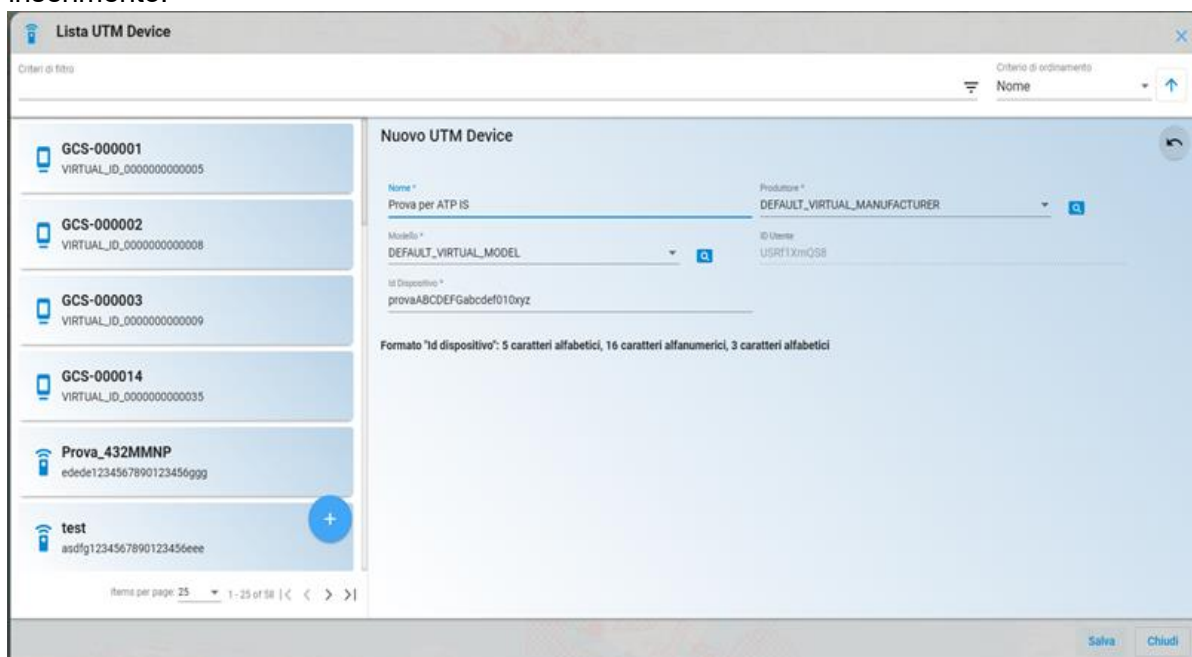 inserimento.
Lista UTM Device
Criteri di filtro
Criterio di ordinamento
Nome
GCS-000001
VIRTUAL_ID_0000000000005
GCS-000002
VIRTUAL_ID_0000000000008
GCS-000003
VIRTUAL_ID_0000000000009
GCS-000014
VIRTUAL_ID_0000000000035
Prova_432MMNP
edede1234567890123456ggg
test
asdfg1234567890123456eee
Items per page: 25 1 - 25 of 58
Nuovo UTM Device
Nome *
Prova per ATP IS
Produttore *
DEFAULT_VIRTUAL_MANUFACTURER
Modello *
DEFAULT_VIRTUAL_MODEL
ID Utente
Id Dispositivo *
provaABCDEFGabcdef010xyz
Formato "Id dispositivo": 5 caratteri alfabetici, 16 caratteri alfanumerici, 3 caratteri alfabetici
Salva Chiudi